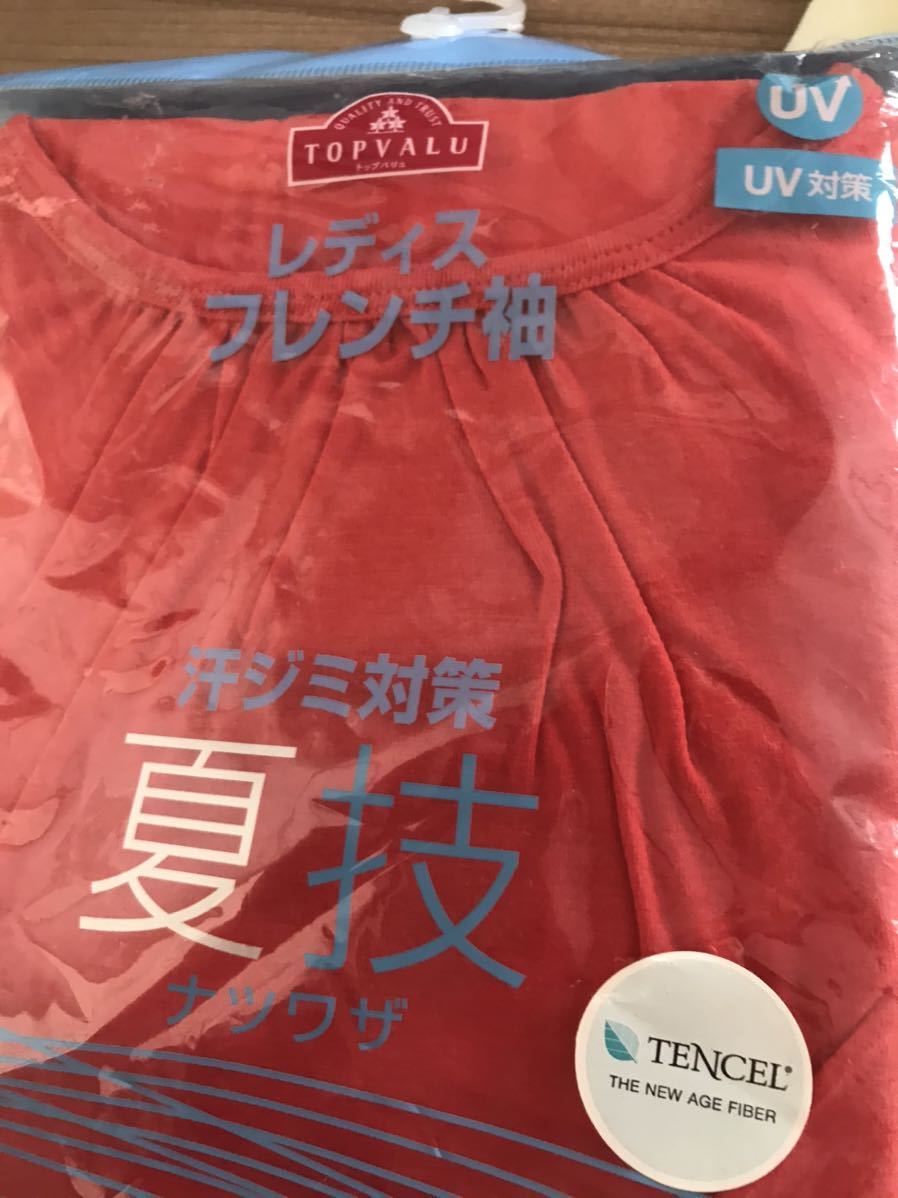 QUALITY AND TRUST
TOPVALU
トップバリュ
UV
UV対策
レディス
フレンチ袖
汗ジミ対策
夏技
ナツワザ
TENCEL®
THE NEW AGE FIBER